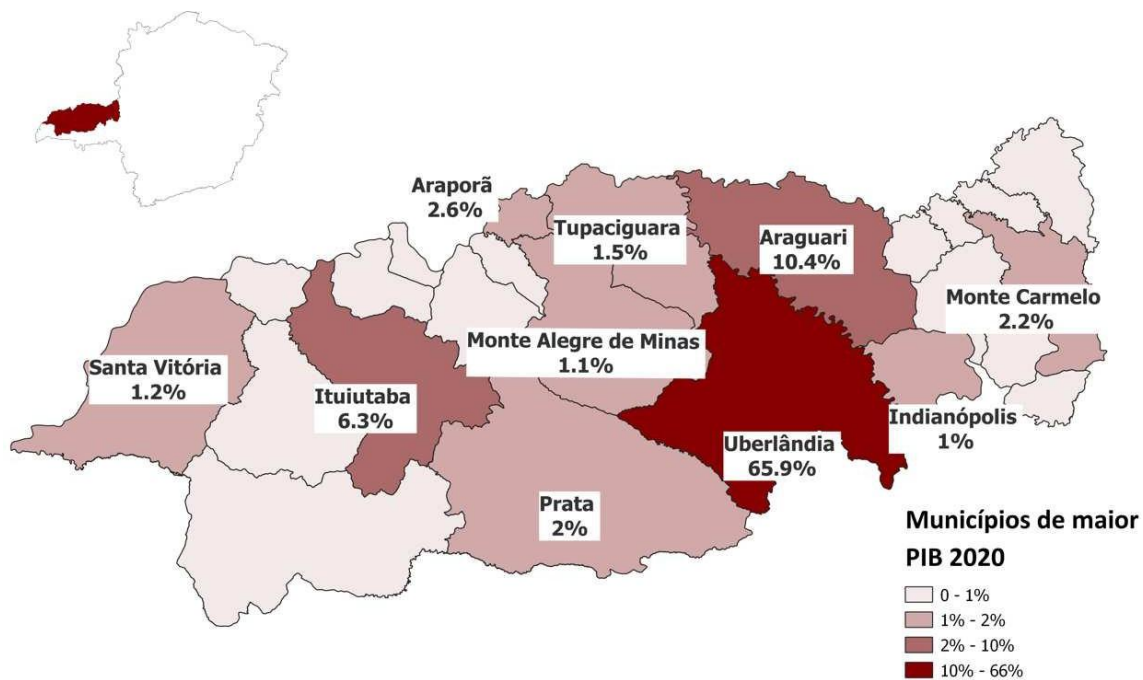 Araporã
2.6%
Tupaciguara
1.5%
Araguari
10.4%
Monte Carmelo
2.2%
Monte Alegre de Minas
1.1%
Santa Vitória
1.2%
Ituiutaba
6.3%
Indianópolis
1%
Uberlândia
65.9%
Prata
2%
Municípios de maior
PIB 2020
0 - 1%
1% - 2%
2% - 10%
10% - 66%